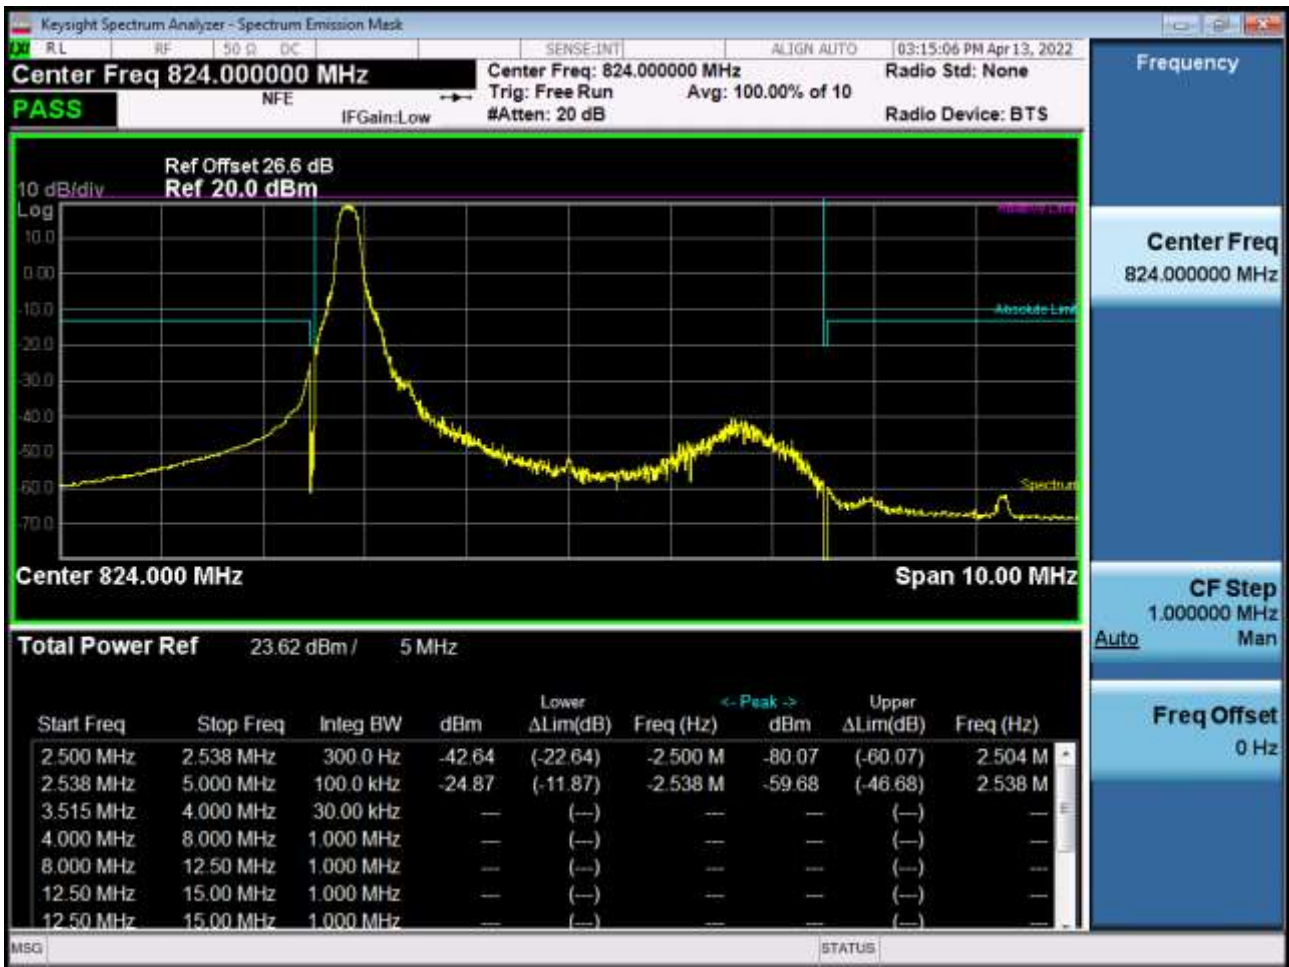 Keysight Spectrum Analyzer - Spectrum Emission Mask
LXI RL RF 50 Ω DC SENSE:INT ALIGN AUTO 03:15:06 PM Apr 13, 2022
Center Freq 824.000000 MHz Center Freq: 824.000000 MHz Radio Std: None
NFE Trig: Free Run Avg: 100.00% of 10
PASS IFGain:Low #Atten: 20 dB Radio Device: BTS
Ref Offset 26.6 dB
10 dB/div Ref 20.0 dBm
Log
Relative Limit
10.0
0.00
-10.0 Absolute Limit
-20.0
-30.0
-40.0
-50.0
-60.0 Spectrum
-70.0
Center 824.000 MHz Span 10.00 MHz
Total Power Ref 23.62 dBm / 5 MHz
Lower <- Peak -> Upper
Start Freq Stop Freq Integ BW dBm ΔLim(dB) Freq (Hz) dBm ΔLim(dB) Freq (Hz)
2.500 MHz 2.538 MHz 300.0 Hz -42.64 (-22.64) -2.500 M -80.07 (-60.07) 2.504 M
2.538 MHz 5.000 MHz 100.0 kHz -24.87 (-11.87) -2.538 M -59.68 (-46.68) 2.538 M
3.515 MHz 4.000 MHz 30.00 kHz --- (---) --- --- (---) ---
4.000 MHz 8.000 MHz 1.000 MHz --- (---) --- --- (---) ---
8.000 MHz 12.50 MHz 1.000 MHz --- (---) --- --- (---) ---
12.50 MHz 15.00 MHz 1.000 MHz --- (---) --- --- (---) ---
12.50 MHz 15.00 MHz 1.000 MHz --- (---) --- --- (---) ---
MSG STATUS
Frequency
Center Freq
824.000000 MHz
CF Step
1.000000 MHz
Auto Man
Freq Offset
0 Hz